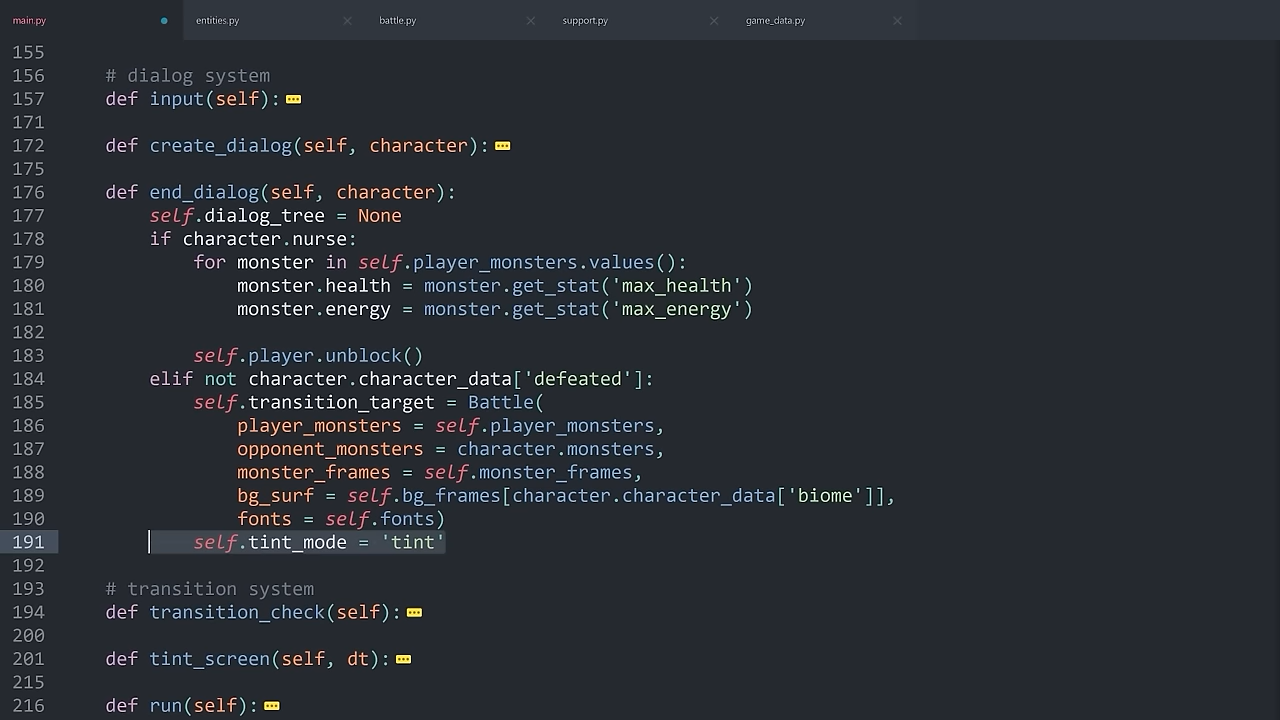 main.py entities.py battle.py support.py game_data.py
155
156 # dialog system
157 def input(self):
171
172 def create_dialog(self, character):
175
176 def end_dialog(self, character):
177 self.dialog_tree = None
178 if character.nurse:
179 for monster in self.player_monsters.values():
180 monster.health = monster.get_stat('max_health')
181 monster.energy = monster.get_stat('max_energy')
182
183 self.player.unblock()
184 elif not character.character_data['defeated']:
185 self.transition_target = Battle(
186 player_monsters = self.player_monsters,
187 opponent_monsters = character.monsters,
188 monster_frames = self.monster_frames,
189 bg_surf = self.bg_frames[character.character_data['biome']],
190 fonts = self.fonts)
191 self.tint_mode = 'tint'
192
193 # transition system
194 def transition_check(self):
200
201 def tint_screen(self, dt):
215
216 def run(self):